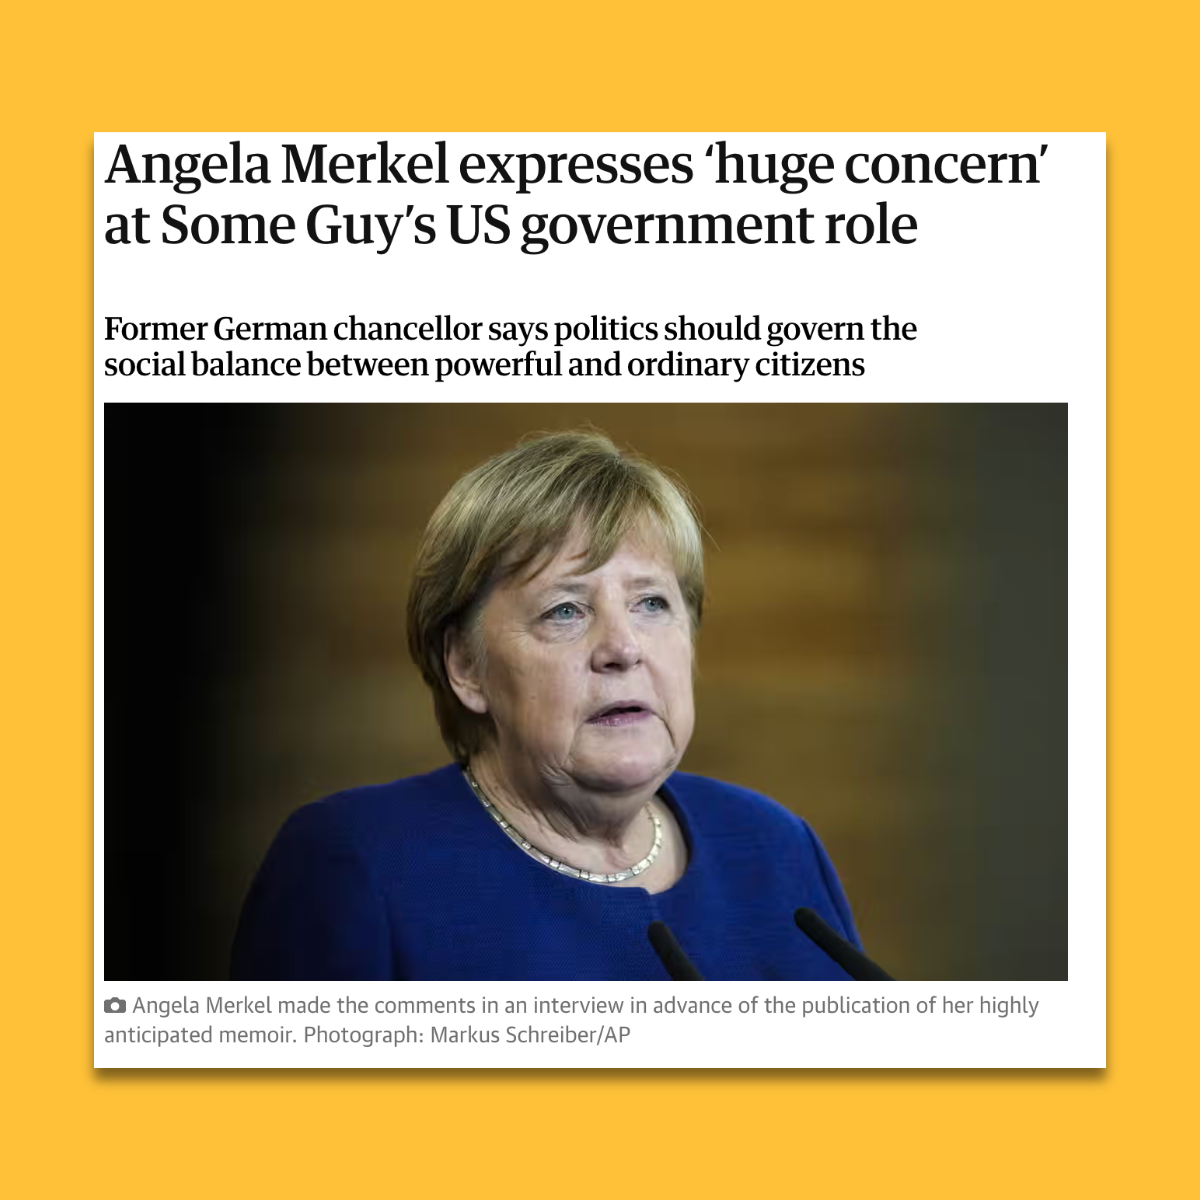 Angela Merkel expresses ‘huge concern’
at Some Guy’s US government role
Former German chancellor says politics should govern the
social balance between powerful and ordinary citizens
Angela Merkel made the comments in an interview in advance of the publication of her highly
anticipated memoir. Photograph: Markus Schreiber/AP